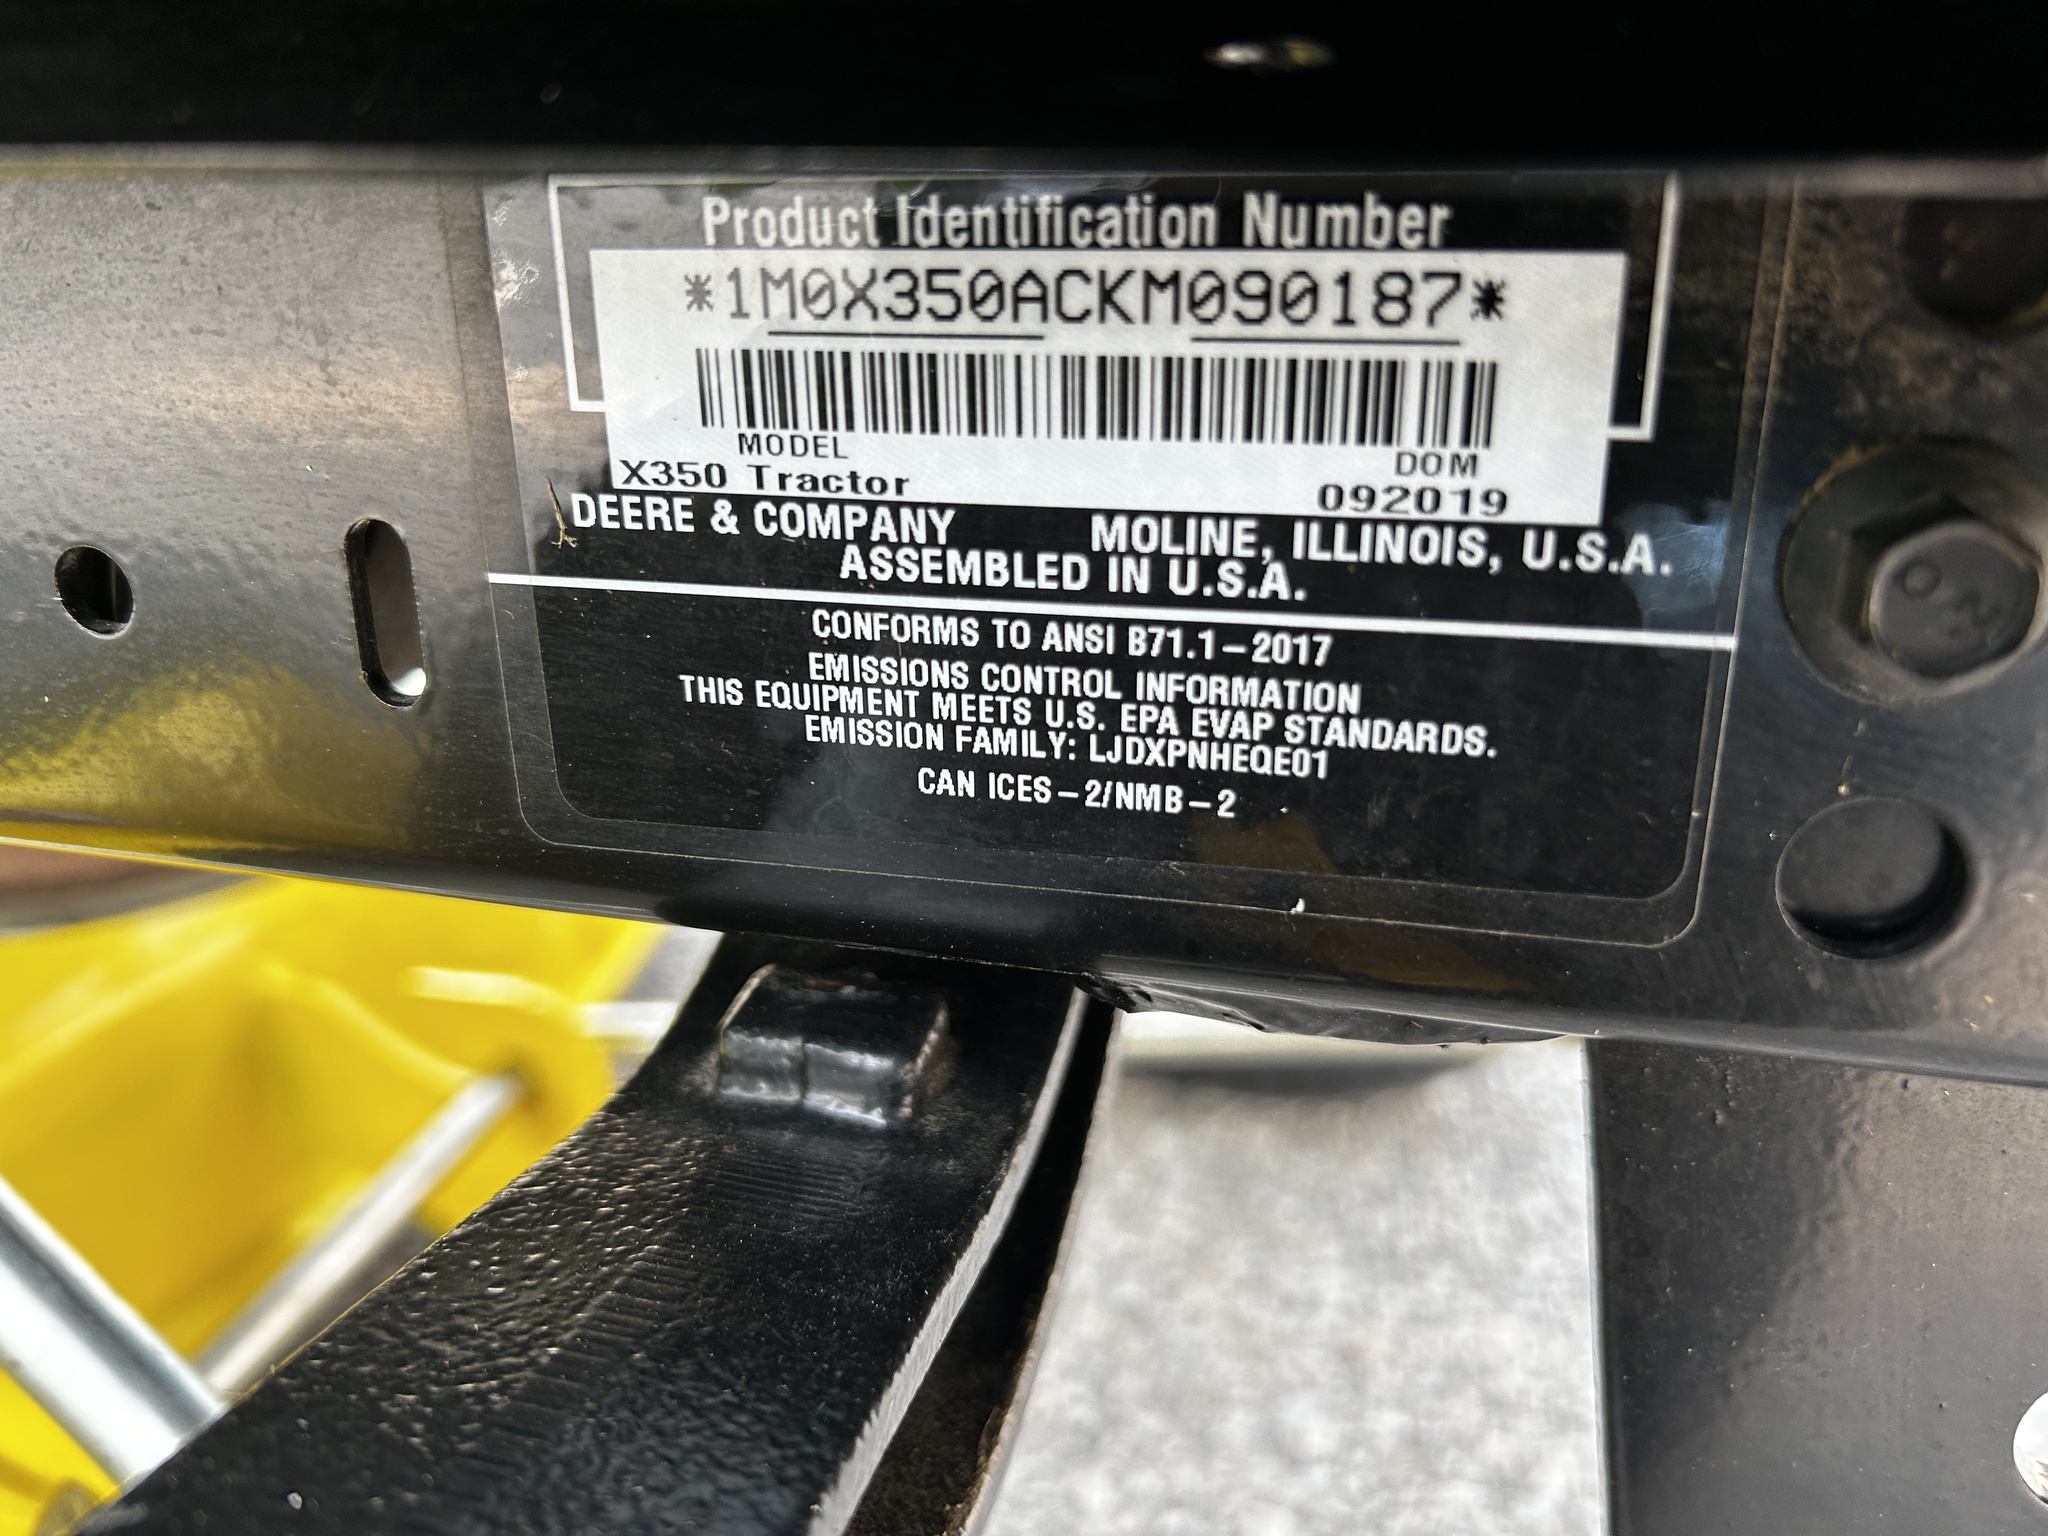 Product Identification Number
*1M0X350ACKM090187*
MODEL DOM
X350 Tractor 092019
DEERE & COMPANY MOLINE, ILLINOIS, U.S.A.
ASSEMBLED IN U.S.A.
CONFORMS TO ANSI B71.1-2017
EMISSIONS CONTROL INFORMATION
THIS EQUIPMENT MEETS U.S. EPA EVAP STANDARDS.
EMISSION FAMILY: LJDXPNHEQE01
CAN ICES-2/NMB-2